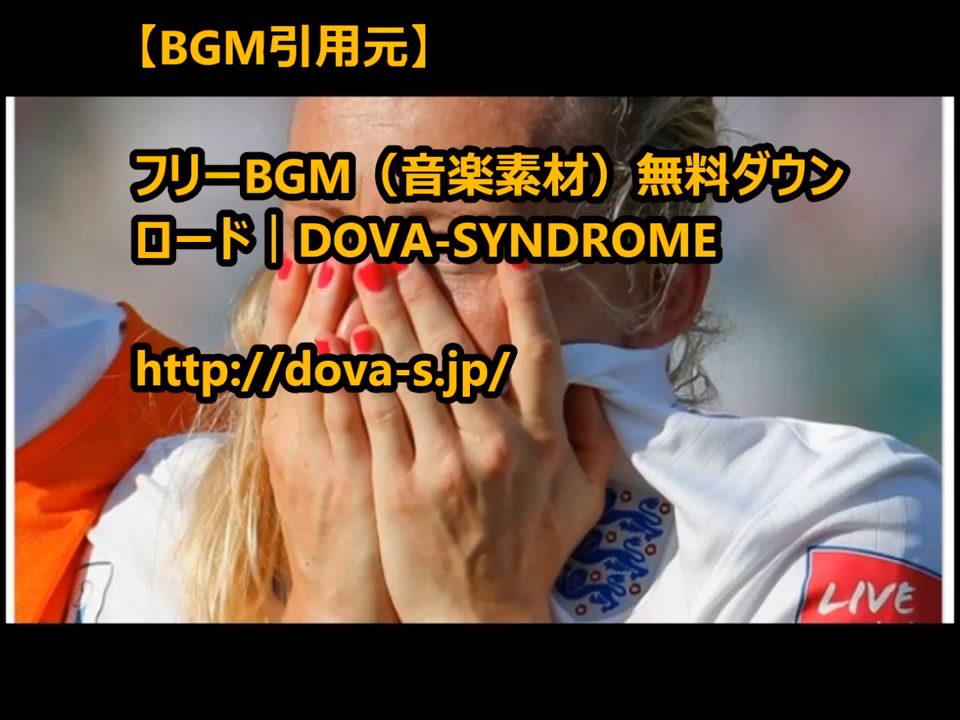 【BGM引用元】
フリーBGM（音楽素材）無料ダウン
ロード｜DOVA-SYNDROME
http://dova-s.jp/
LIVE